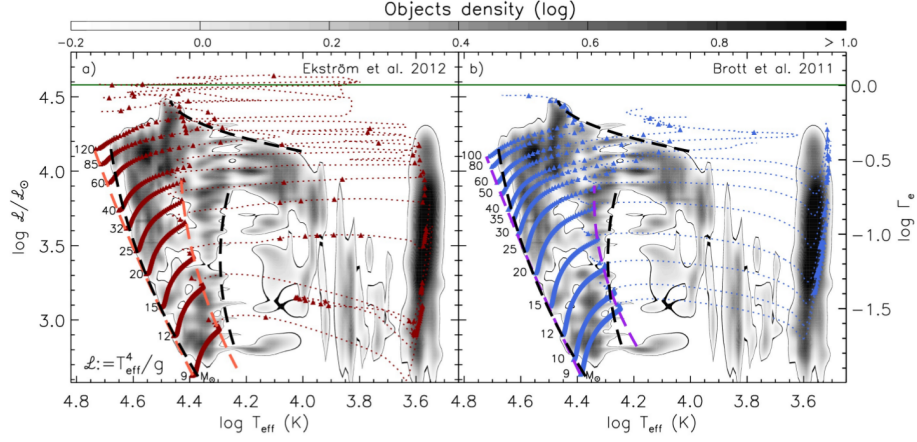 Objects density (log)
-0.2 0.0 0.2 0.4 0.6 0.8 > 1.0
a) Ekström et al. 2012
b) Brott et al. 2011
log ℒ/ℒ⊙
4.5
4.0
3.5
3.0
120
85
60
40
32
25
20
15
12
9 M⊙
ℒ:=T⁴eff/g
4.8 4.6 4.4 4.2 4.0 3.8 3.6
log Teff (K)
100
80
60
50
40
35
30
25
20
15
12
10
9 M⊙
4.8 4.6 4.4 4.2 4.0 3.8 3.6
log Teff (K)
0.0
-0.5
-1.0
-1.5
log Γe